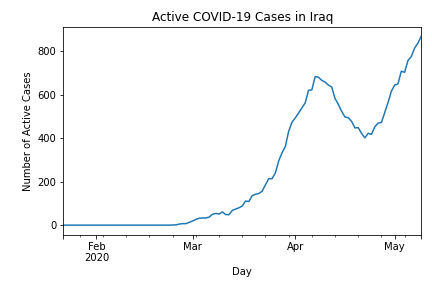 Active COVID-19 Cases in Iraq
Number of Active Cases
800
600
400
200
0
Feb
2020
Mar
Apr
May
Day